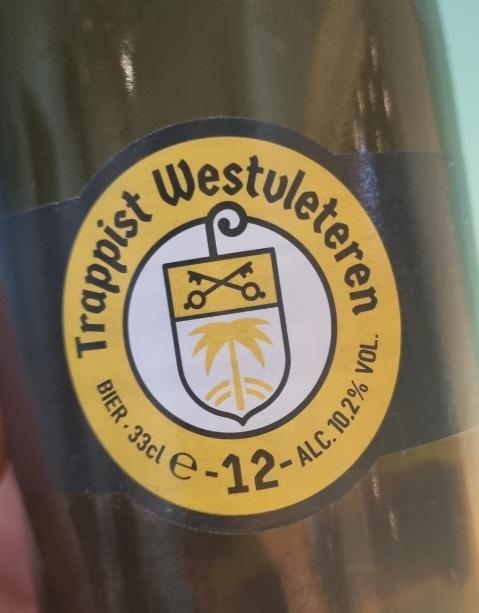 Trappist Westvleteren
BIER . 33cl e -12- ALC. 10,2% VOL.